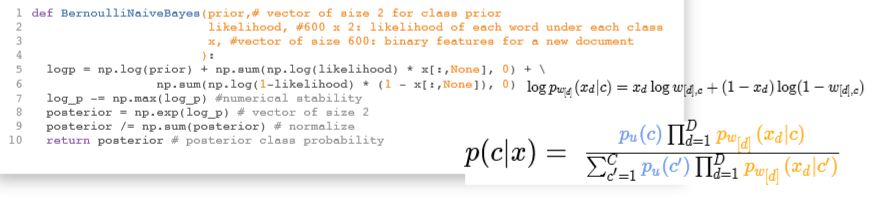 1 def BernoulliNaiveBayes(prior,# vector of size 2 for class prior
2 likelihood, #600 x 2: likelihood of each word under each class
3 x, #vector of size 600: binary features for a new document
4 ):
5 logp = np.log(prior) + np.sum(np.log(likelihood) * x[:,None], 0) + \
6 np.sum(np.log(1-likelihood) * (1 - x[:,None]), 0)
log p_{w_{[d]}}(x_d|c) = x_d log w_{[d],c} + (1 − x_d) log(1 − w_{[d],c})
7 log_p -= np.max(log_p) #numerical stability
8 posterior = np.exp(log_p) # vector of size 2
9 posterior /= np.sum(posterior) # normalize
10 return posterior # posterior class probability
p(c|x) = \frac{p_u(c) ∏_{d=1}^{D} p_{w_{[d]}}(x_d|c)}{∑_{c'=1}^{C} p_u(c') ∏_{d=1}^{D} p_{w_{[d]}}(x_d|c')}